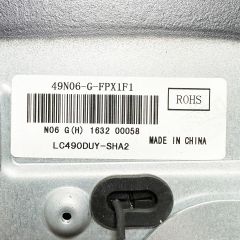 49N06-G-FPX1F1
ROHS
N06 G(H) 1632 00058
MADE IN CHINA
LC490DUY-SHA2